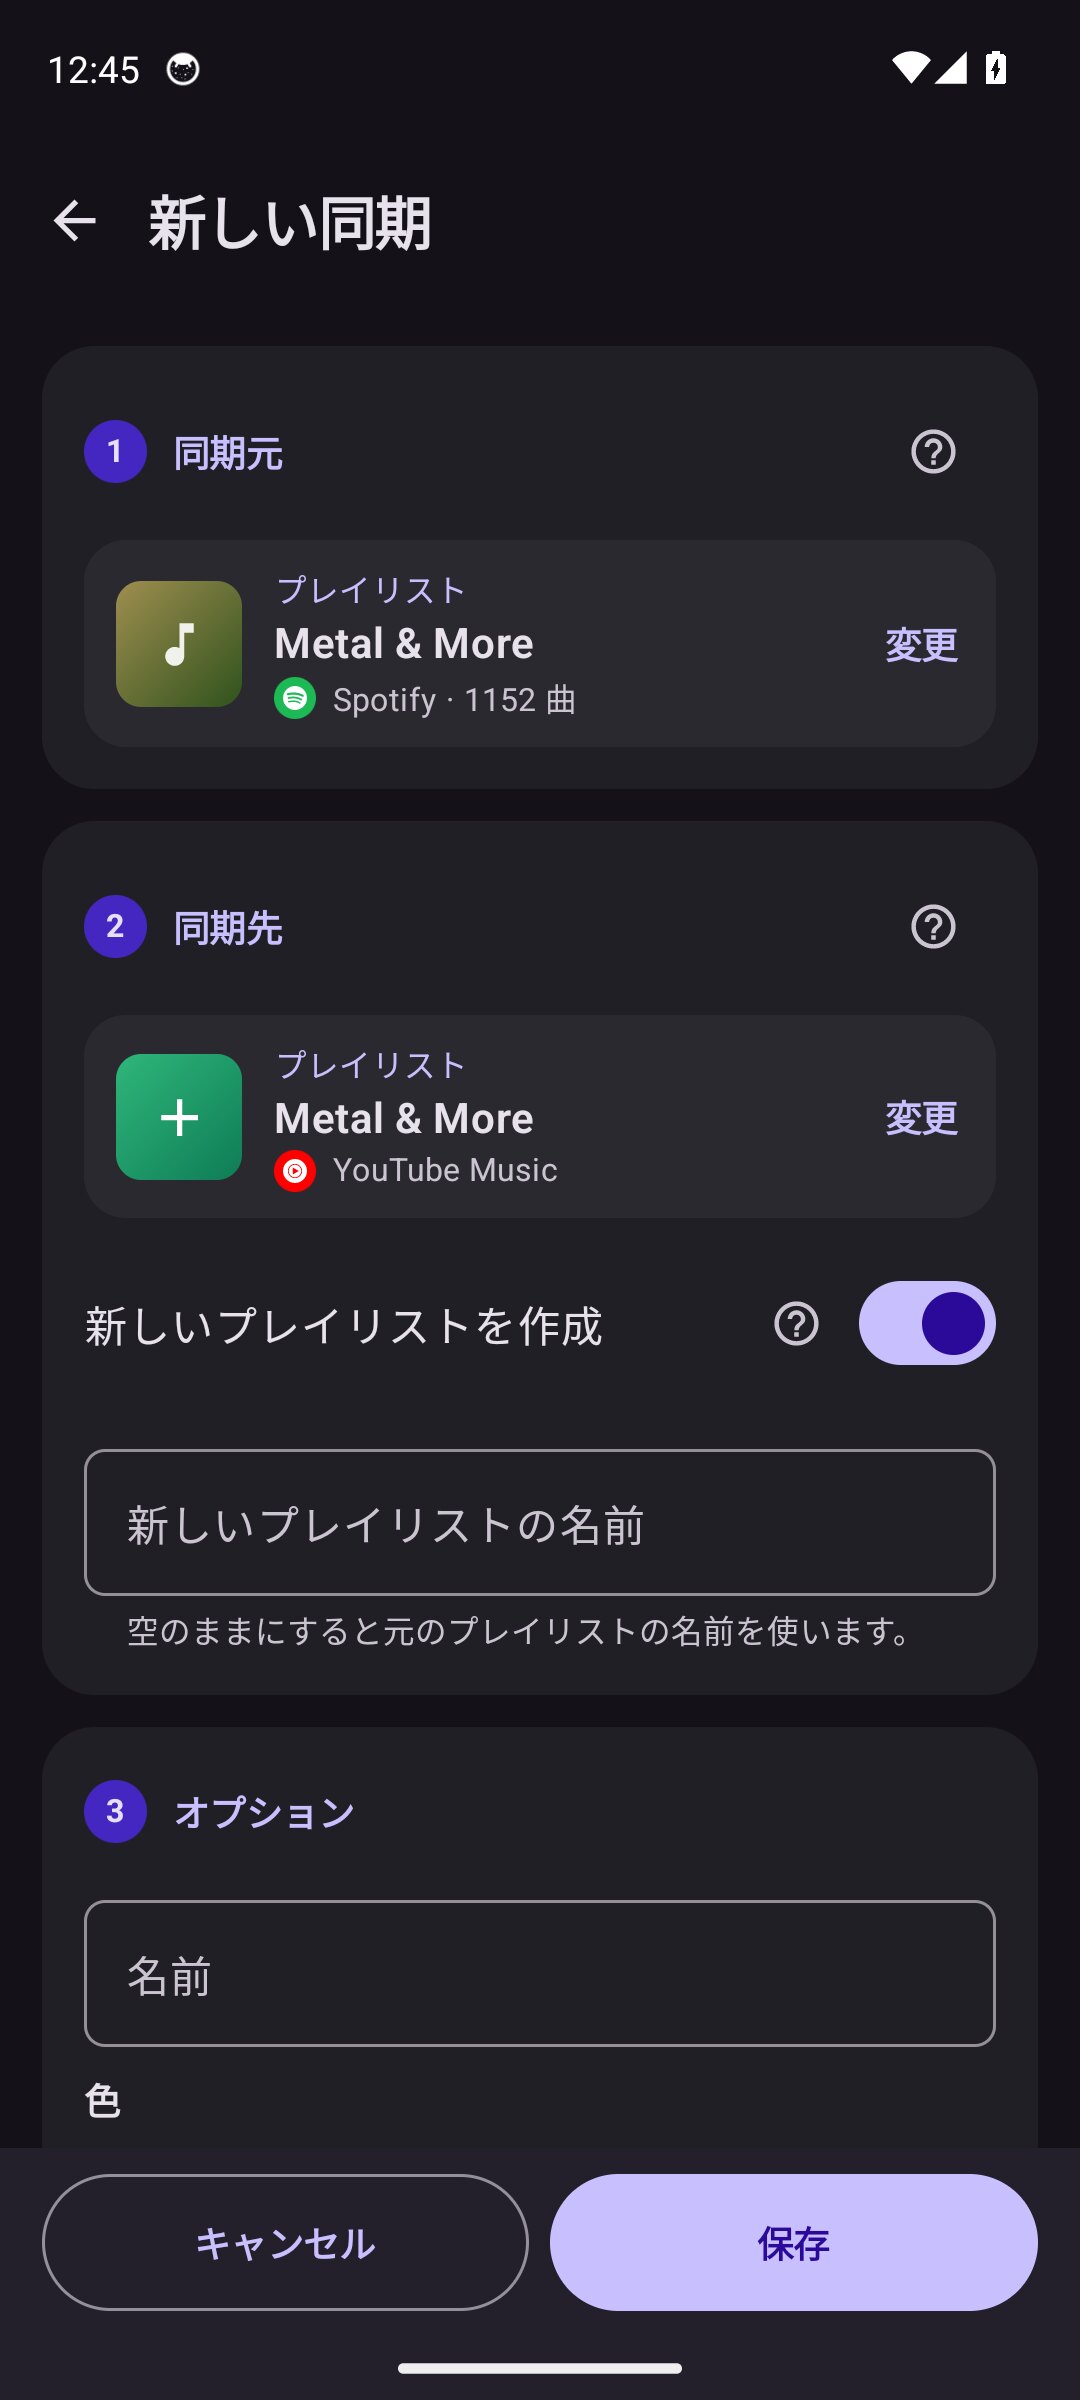 12:45
新しい同期
1 同期元
プレイリスト
Metal & More
変更
Spotify · 1152 曲
2 同期先
プレイリスト
Metal & More
変更
YouTube Music
新しいプレイリストを作成
新しいプレイリストの名前
空のままにすると元のプレイリストの名前を使います。
3 オプション
名前
色
キャンセル
保存